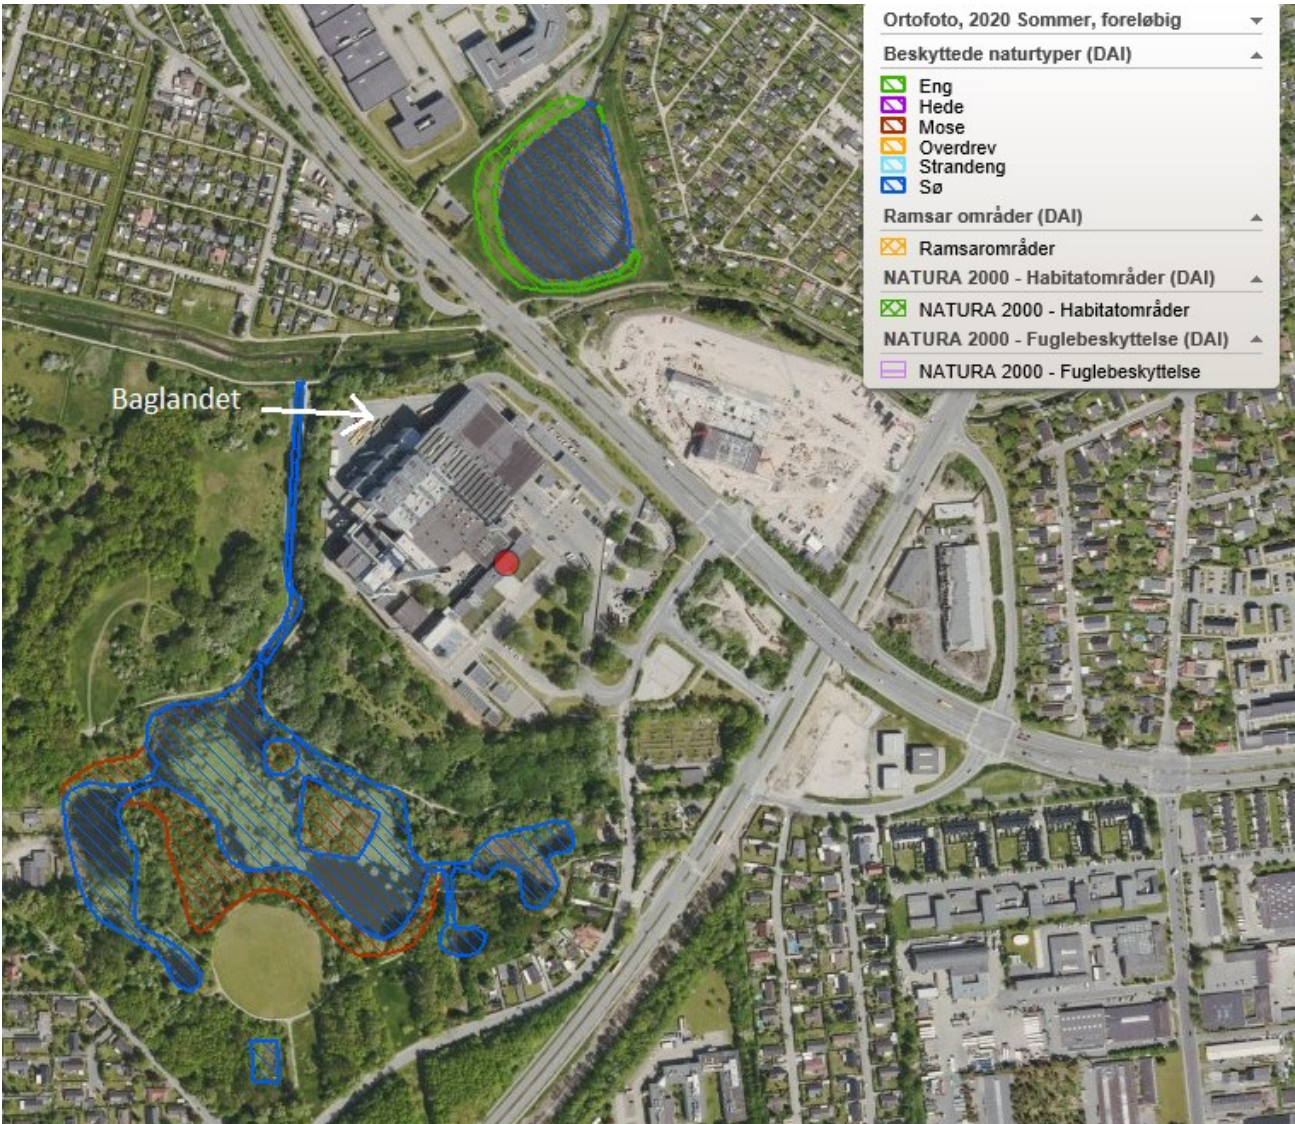 Ortofoto, 2020 Sommer, foreløbig
Beskyttede naturtyper (DAI)
Eng
Hede
Mose
Overdrev
Strandeng
Sø
Ramsar områder (DAI)
Ramsarområder
NATURA 2000 - Habitatområder (DAI)
NATURA 2000 - Habitatområder
NATURA 2000 - Fuglebeskyttelse (DAI)
NATURA 2000 - Fuglebeskyttelse
Baglandet